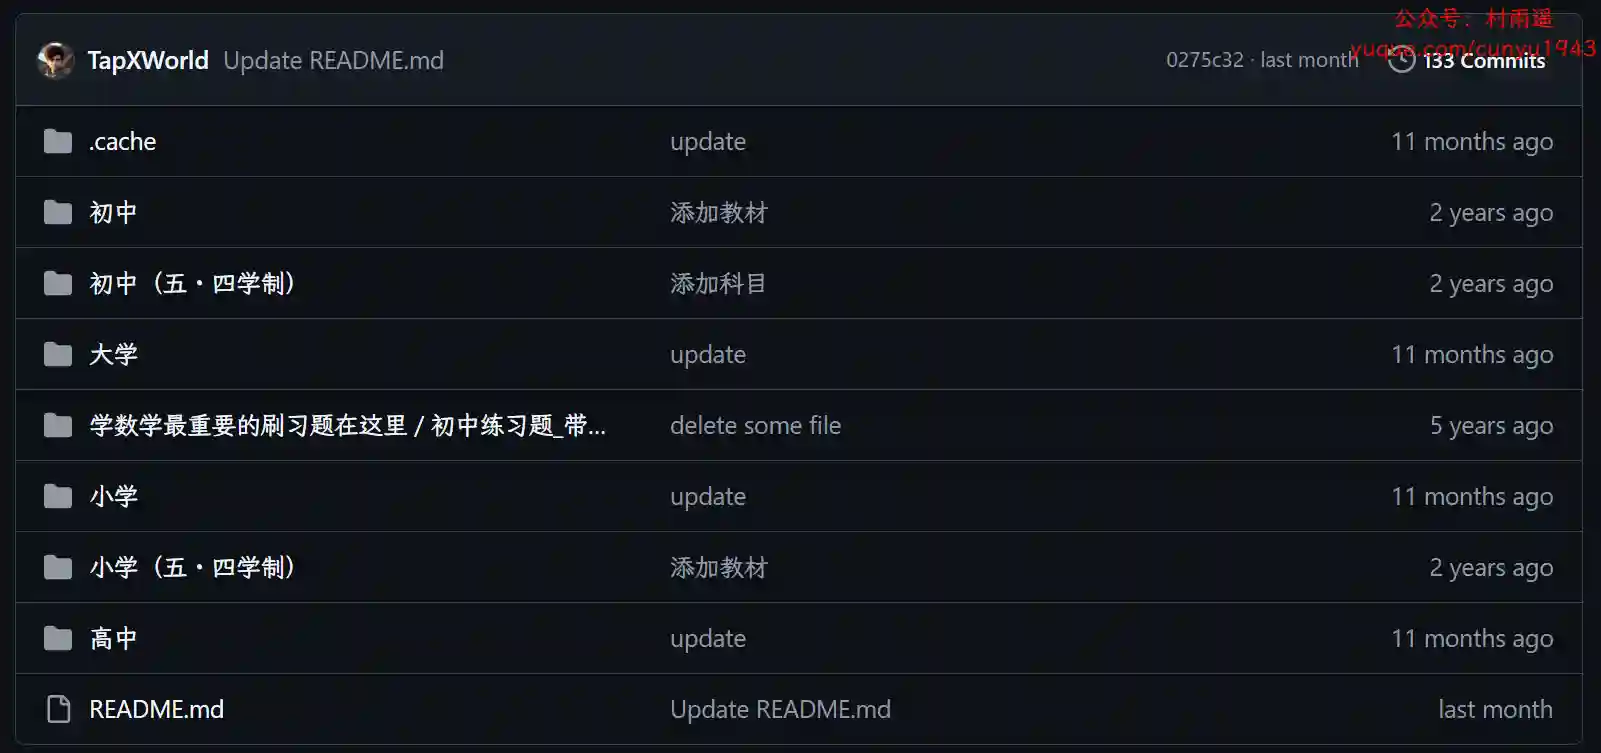 公众号：村雨遥
yuque.com/cunyu1943
TapXWorld Update README.md 0275c32 · last month 133 Commits
.cache update 11 months ago
初中 添加教材 2 years ago
初中（五·四学制） 添加科目 2 years ago
大学 update 11 months ago
学数学最重要的刷习题在这里 / 初中练习题_带... delete some file 5 years ago
小学 update 11 months ago
小学（五·四学制） 添加教材 2 years ago
高中 update 11 months ago
README.md Update README.md last month